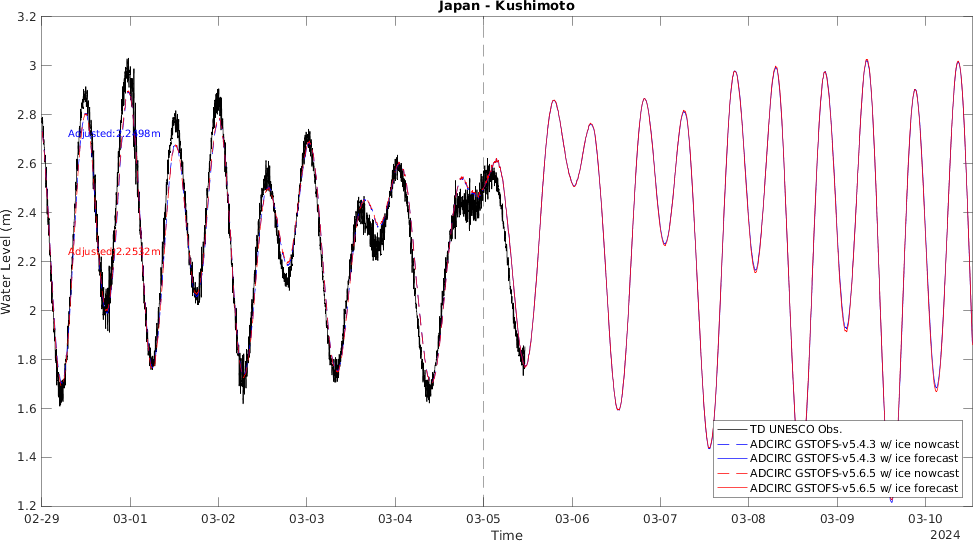 Japan - Kushimoto
Water Level (m)
3.2
3
2.8
2.6
2.4
2.2
2
1.8
1.6
1.4
1.2
Adjusted:2.2498m
Adjusted:2.2532m
TD UNESCO Obs.
ADCIRC GSTOFS-v5.4.3 w/ ice nowcast
ADCIRC GSTOFS-v5.4.3 w/ ice forecast
ADCIRC GSTOFS-v5.6.5 w/ ice nowcast
ADCIRC GSTOFS-v5.6.5 w/ ice forecast
02-29 03-01 03-02 03-03 03-04 03-05 03-06 03-07 03-08 03-09 03-10
Time
2024